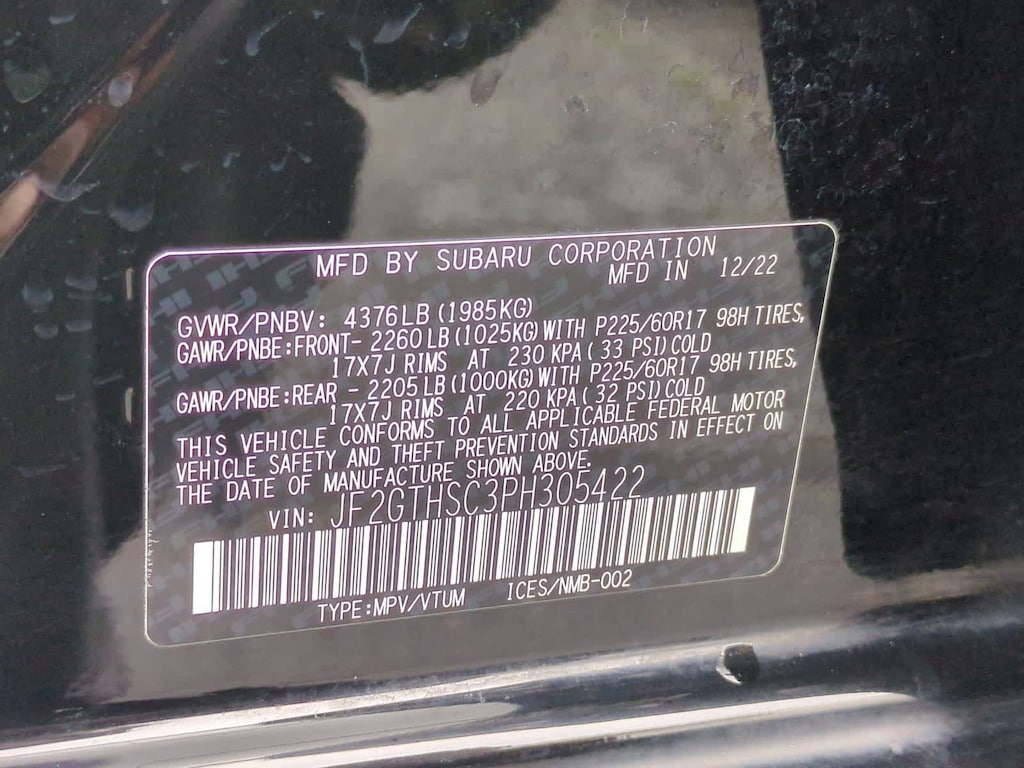 MFD BY SUBARU CORPORATION
MFD IN 12/22
GVWR/PNBV: 4376LB (1985KG)
GAWR/PNBE:FRONT- 2260LB (1025KG) WITH P225/60R17 98H TIRES,
17X7J RIMS AT 230 KPA( 33 PSI) COLD
GAWR/PNBE:REAR - 2205LB (1000KG) WITH P225/60R17 98H TIRES,
17X7J RIMS AT 220 KPA( 32 PSI) COLD
THIS VEHICLE CONFORMS TO ALL APPLICABLE FEDERAL MOTOR
VEHICLE SAFETY AND THEFT PREVENTION STANDARDS IN EFFECT ON
THE DATE OF MANUFACTURE SHOWN ABOVE.
VIN: JF2GTHSC3PH305422
TYPE:MPV/VTUM ICES/NMB-002